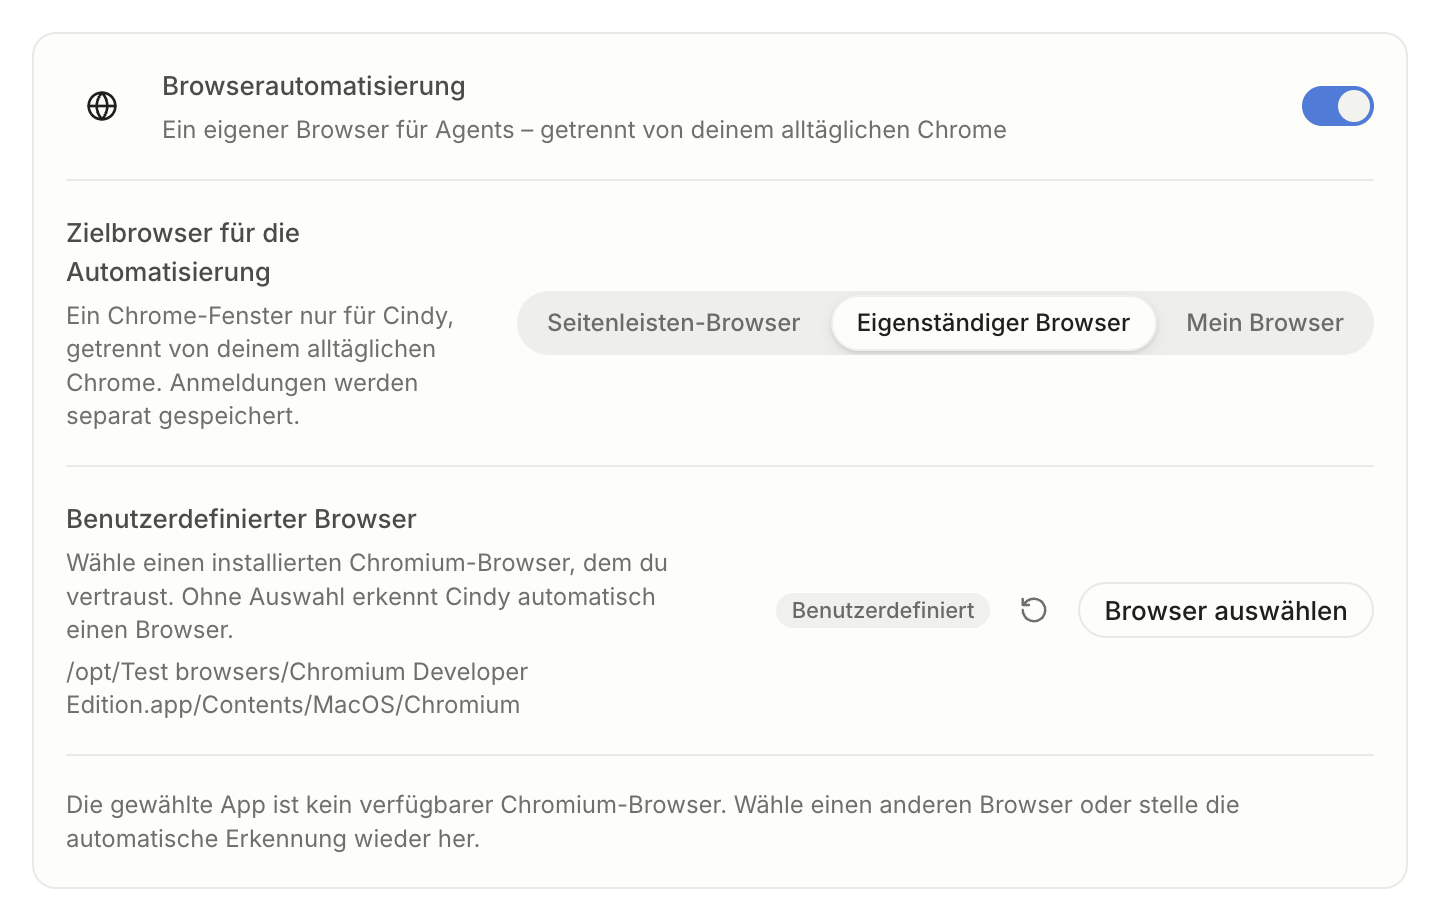 Browserautomatisierung
Ein eigener Browser für Agents – getrennt von deinem alltäglichen Chrome
Zielbrowser für die
Automatisierung
Ein Chrome-Fenster nur für Cindy,
getrennt von deinem alltäglichen
Chrome. Anmeldungen werden
separat gespeichert.
Seitenleisten-Browser
Eigenständiger Browser
Mein Browser
Benutzerdefinierter Browser
Wähle einen installierten Chromium-Browser, dem du
vertraust. Ohne Auswahl erkennt Cindy automatisch
einen Browser.
/opt/Test browsers/Chromium Developer
Edition.app/Contents/MacOS/Chromium
Benutzerdefiniert
Browser auswählen
Die gewählte App ist kein verfügbarer Chromium-Browser. Wähle einen anderen Browser oder stelle die
automatische Erkennung wieder her.